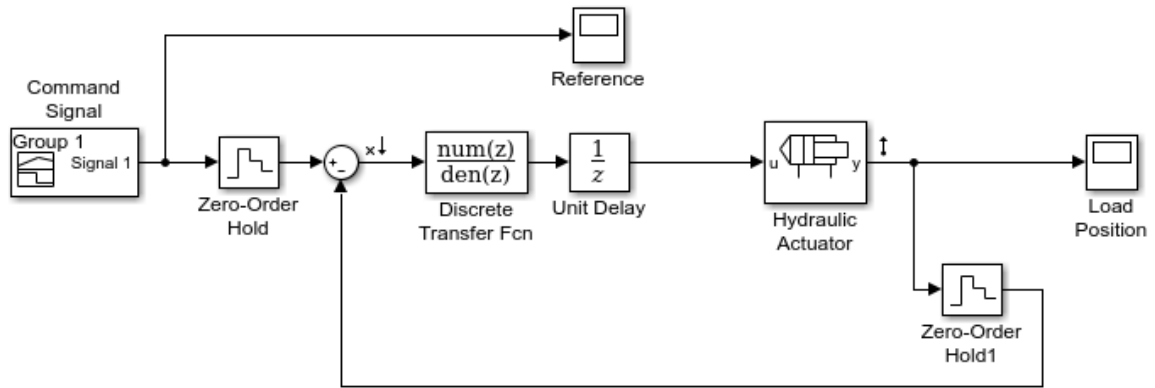 Reference
Command
Signal
Group 1
Signal 1
Zero-Order
Hold
+
-
×
num(z)
den(z)
Discrete
Transfer Fcn
1
z
Unit Delay
u
y
Hydraulic
Actuator
Load
Position
Zero-Order
Hold1